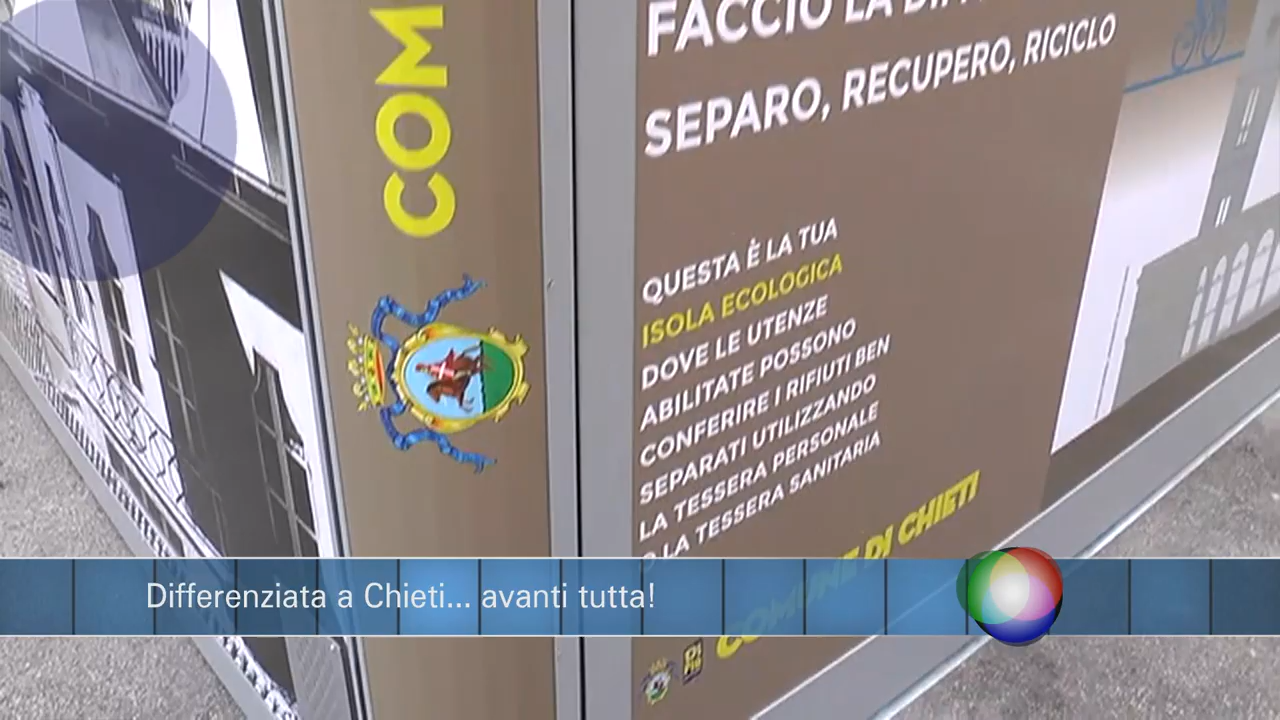 COM
FACCIO LA
SEPARO, RECUPERO, RICICLO
QUESTA È LA TUA
ISOLA ECOLOGICA
DOVE LE UTENZE
ABILITATE POSSONO
CONFERIRE I RIFIUTI BEN
SEPARATI UTILIZZANDO
LA TESSERA PERSONALE
O LA TESSERA SANITARIA
COMUNE DI CHIETI
Differenziata a Chieti... avanti tutta!